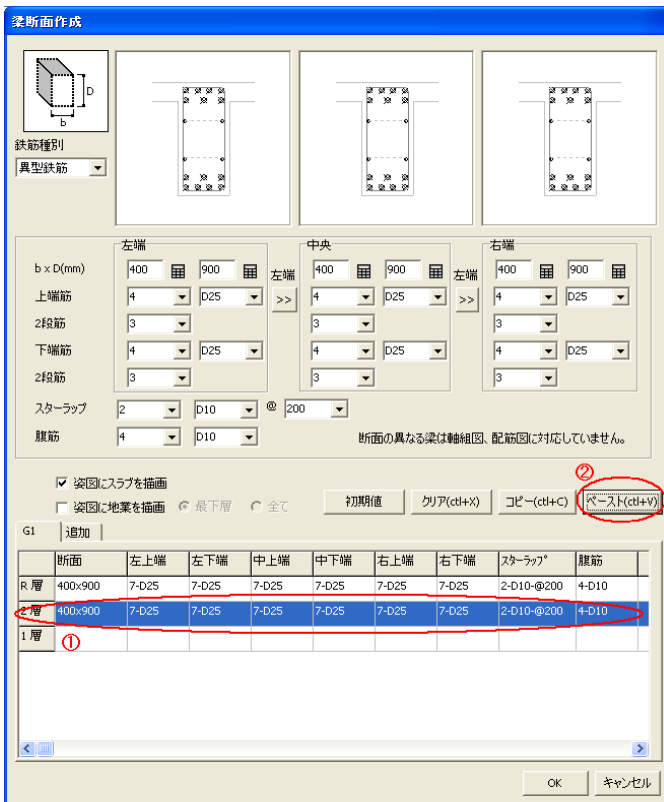 梁断面作成
D
b
鉄筋種別
異型鉄筋
左端 中央 右端
b x D(mm) 400 900 左端 400 900 左端 400 900
上端筋 4 D25 >> 4 D25 >> 4 D25
2段筋 3 3 3
下端筋 4 D25 4 D25 4 D25
2段筋 3 3 3
スターラップ 2 D10 @ 200
腹筋 4 D10 断面の異なる梁は軸組図、配筋図に対応していません。
②
姿図にスラブを描画
姿図に地業を描画 最下層 全て 初期値 クリア(ctl+X) コピー(ctl+C) ペースト(ctl+V)
G1 追加
断面 左上端 左下端 中上端 中下端 右上端 右下端 スターラップ 腹筋
R 層 400x900 7-D25 7-D25 7-D25 7-D25 7-D25 7-D25 2-D10-@200 4-D10
2 層 400x900 7-D25 7-D25 7-D25 7-D25 7-D25 7-D25 2-D10-@200 4-D10
1 層 ①
OK キャンセル